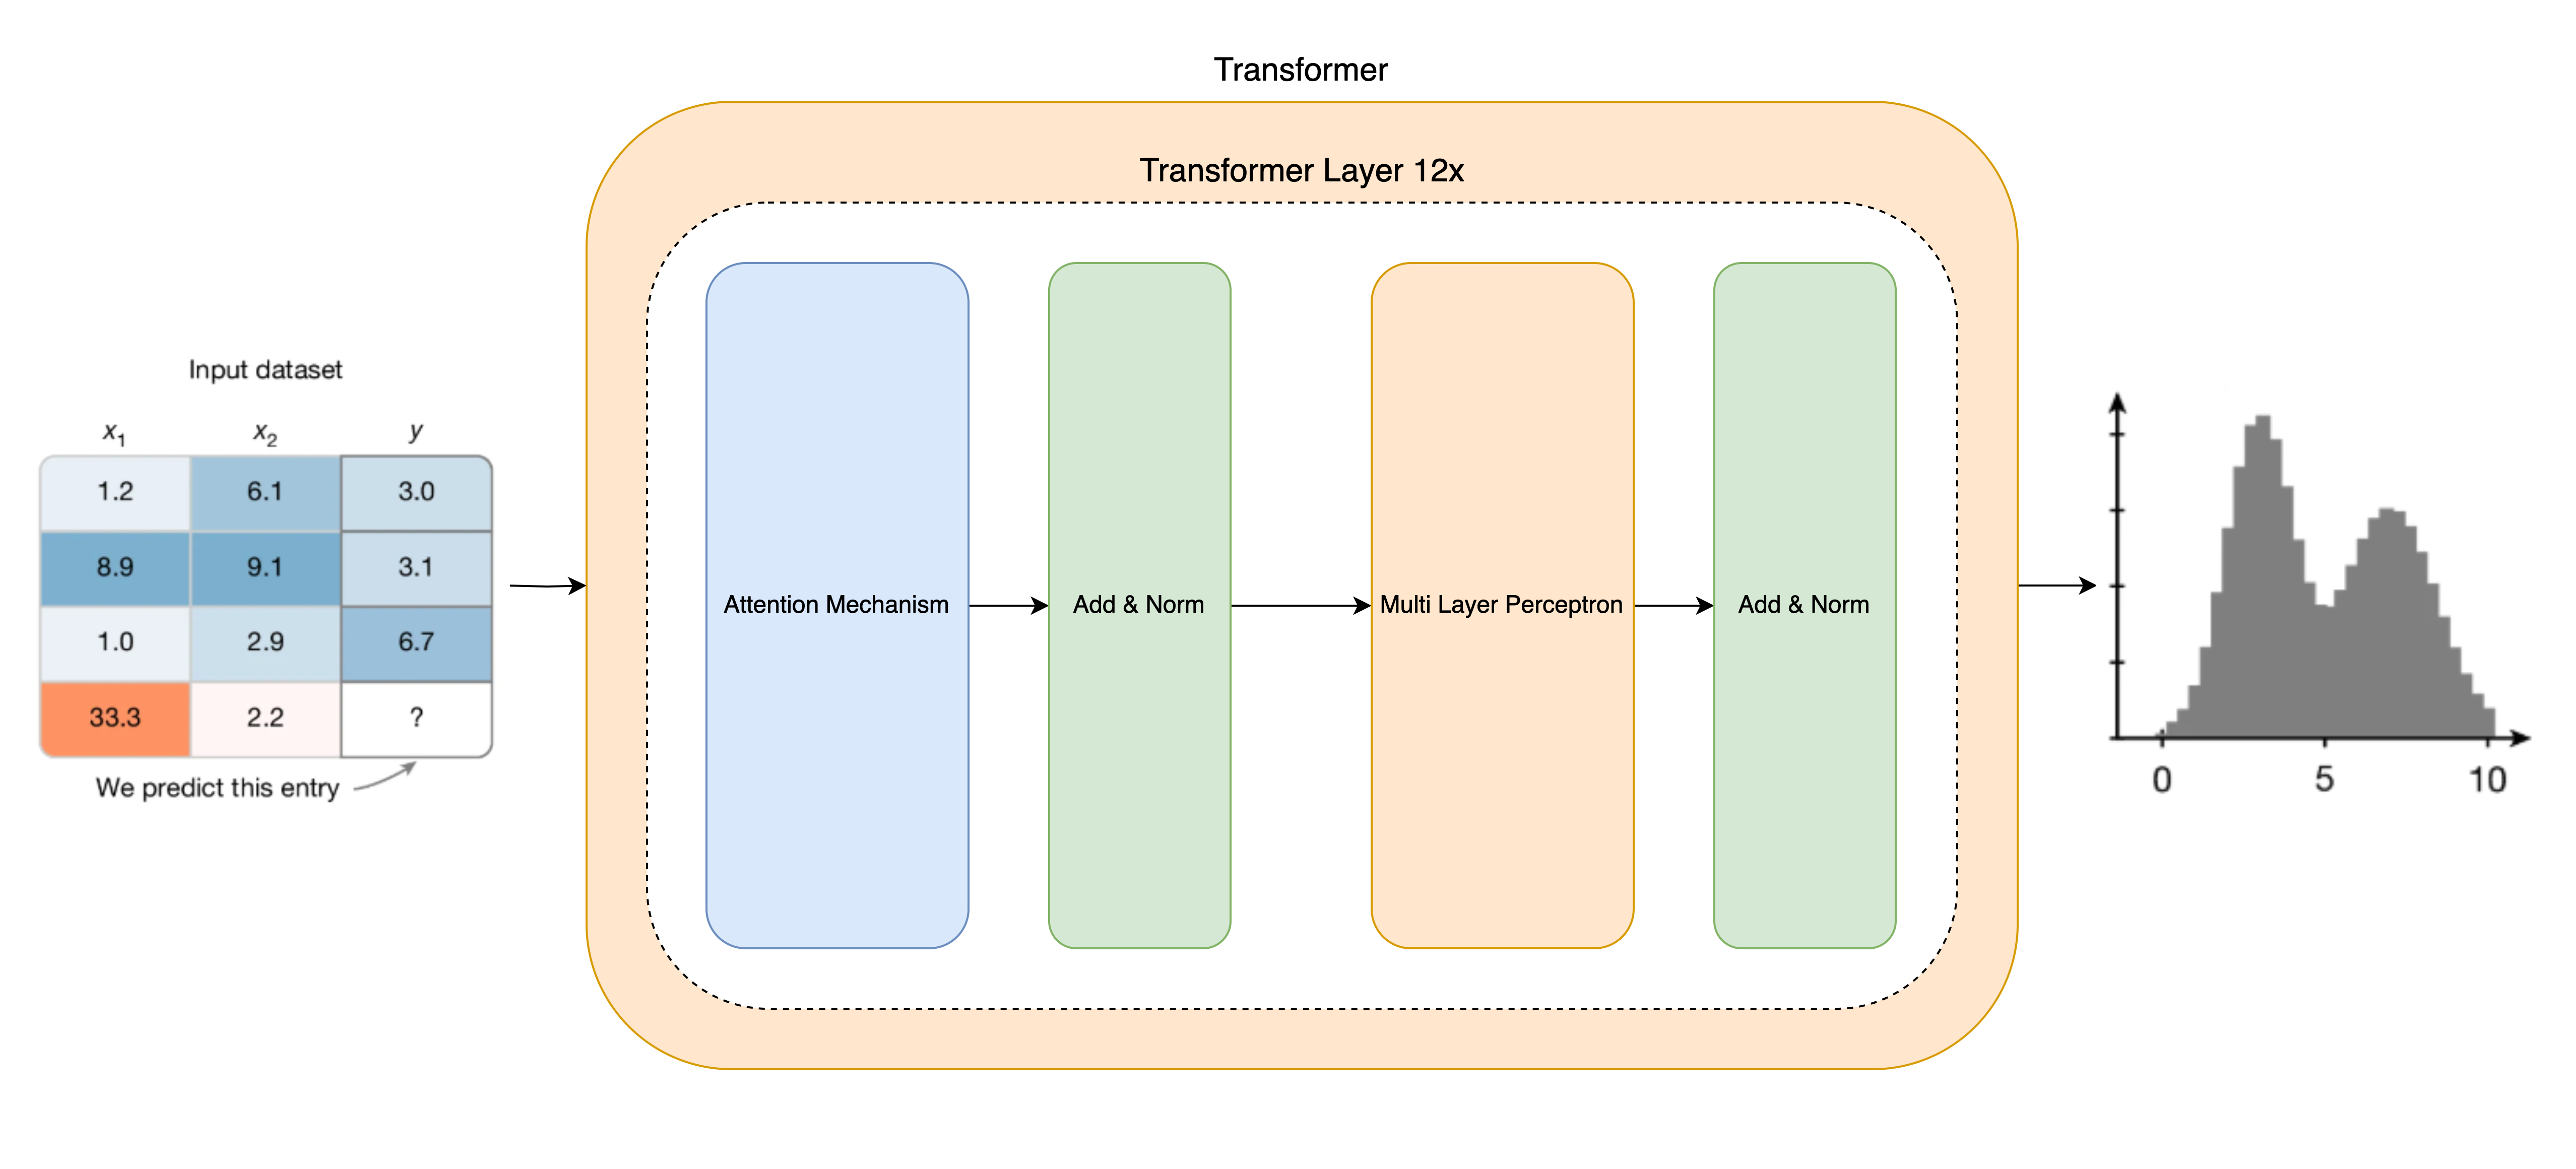 Transformer
Transformer Layer 12x
Input dataset
x1 x2 y
1.2 6.1 3.0
8.9 9.1 3.1
1.0 2.9 6.7
33.3 2.2 ?
We predict this entry
Attention Mechanism
Add & Norm
Multi Layer Perceptron
Add & Norm
0 5 10